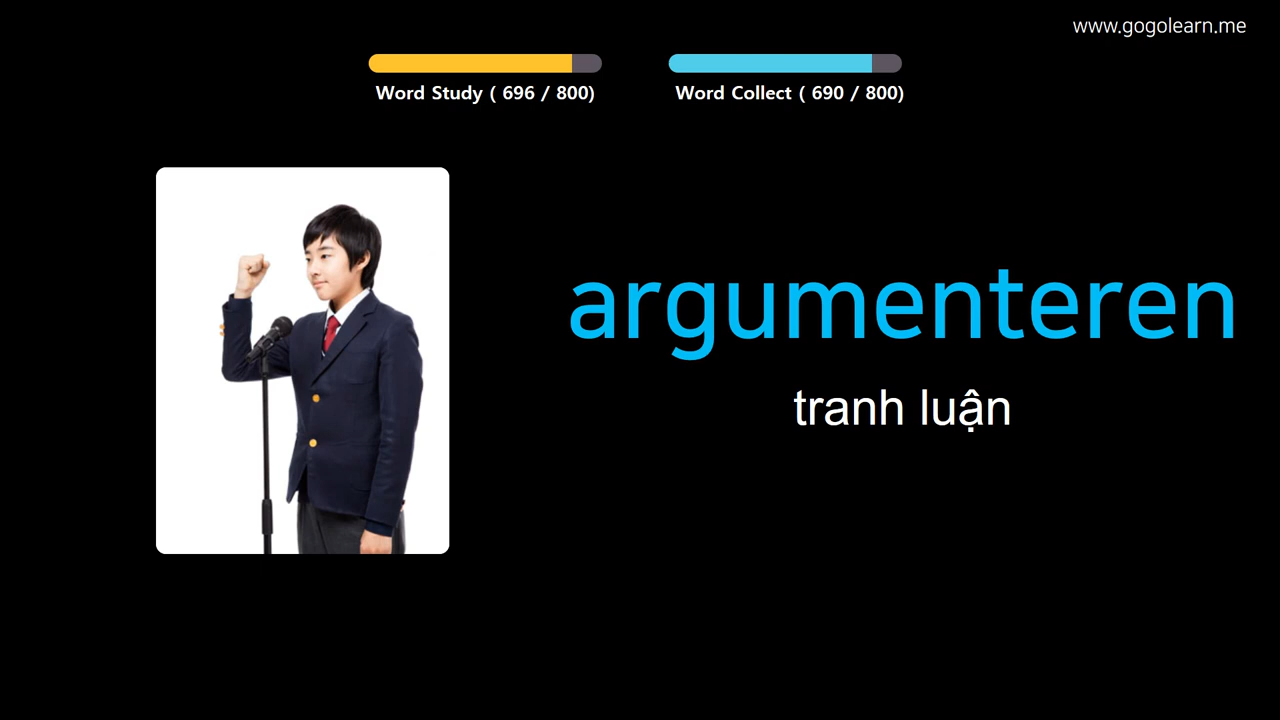 www.gogolearn.me
Word Study ( 696 / 800)
Word Collect ( 690 / 800)
argumenteren
tranh luận